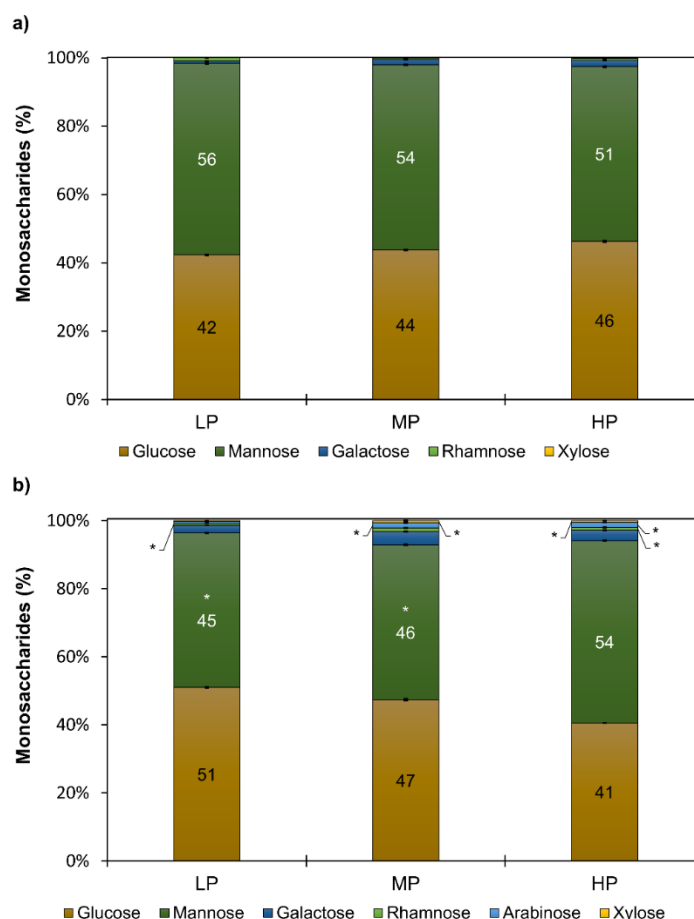 a)
Monosaccharides (%)
100%
80%
60%
40%
20%
0%
56
54
51
42
44
46
LP
MP
HP
Glucose
Mannose
Galactose
Rhamnose
Xylose
b)
Monosaccharides (%)
100%
80%
60%
40%
20%
0%
*
*
*
*
*
*
*
*
45
46
54
51
47
41
LP
MP
HP
Glucose
Mannose
Galactose
Rhamnose
Arabinose
Xylose